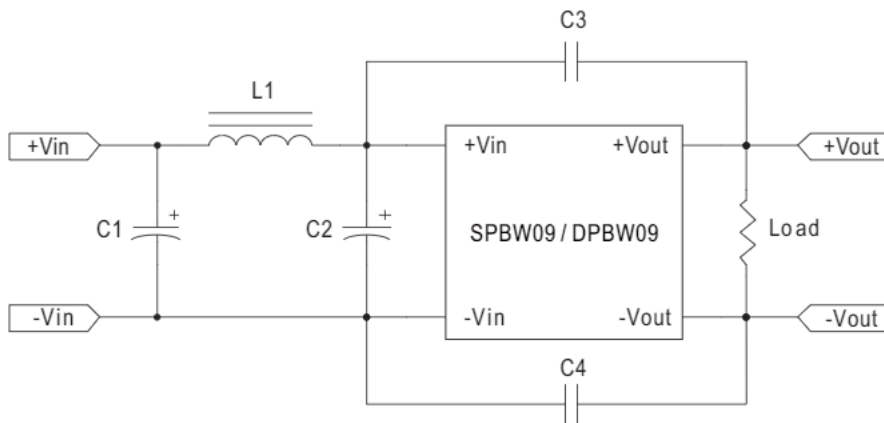 C3
L1
+Vin
+Vin
+Vout
+Vout
C1
+
C2
+
SPBW09 / DPBW09
Load
-Vin
-Vin
-Vout
-Vout
C4